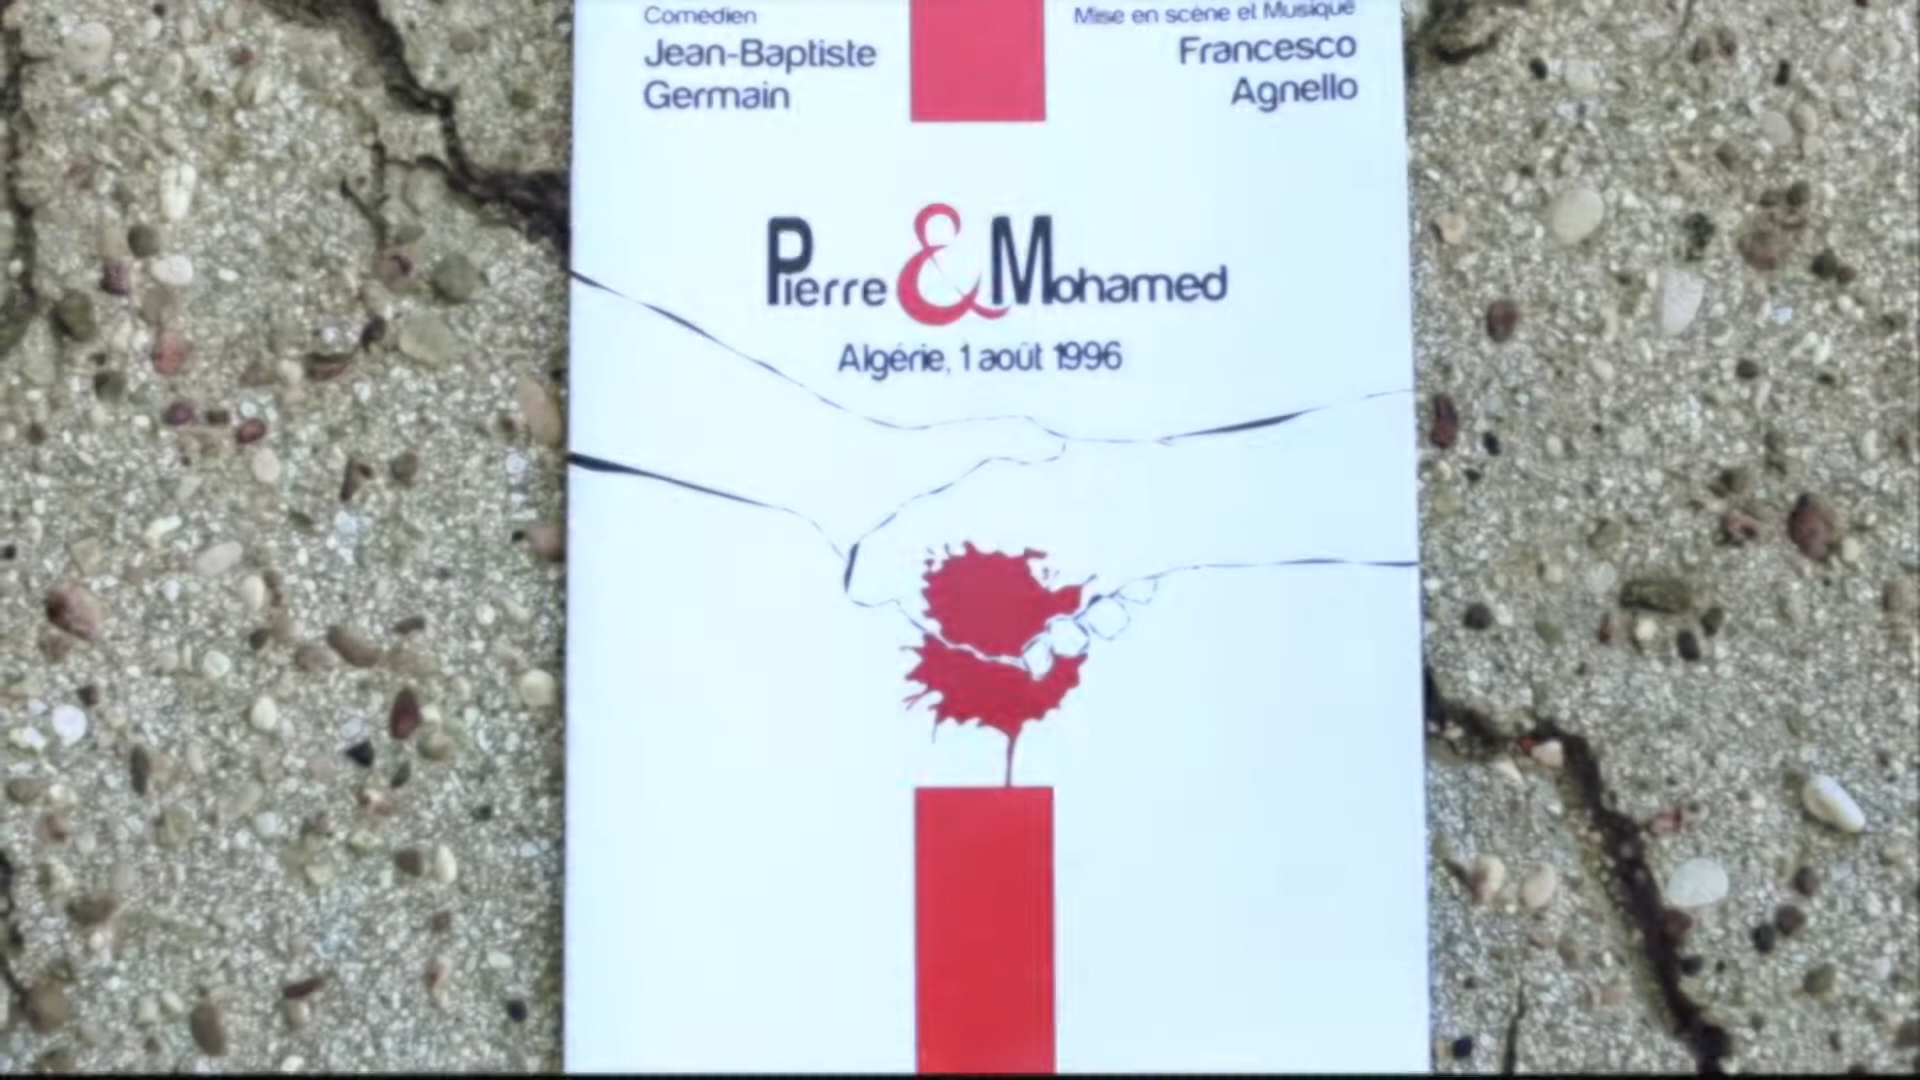 Comédien
Jean-Baptiste
Germain
Mise en scène et Musique
Francesco
Agnello
Pierre & Mohamed
Algérie, 1 août 1996